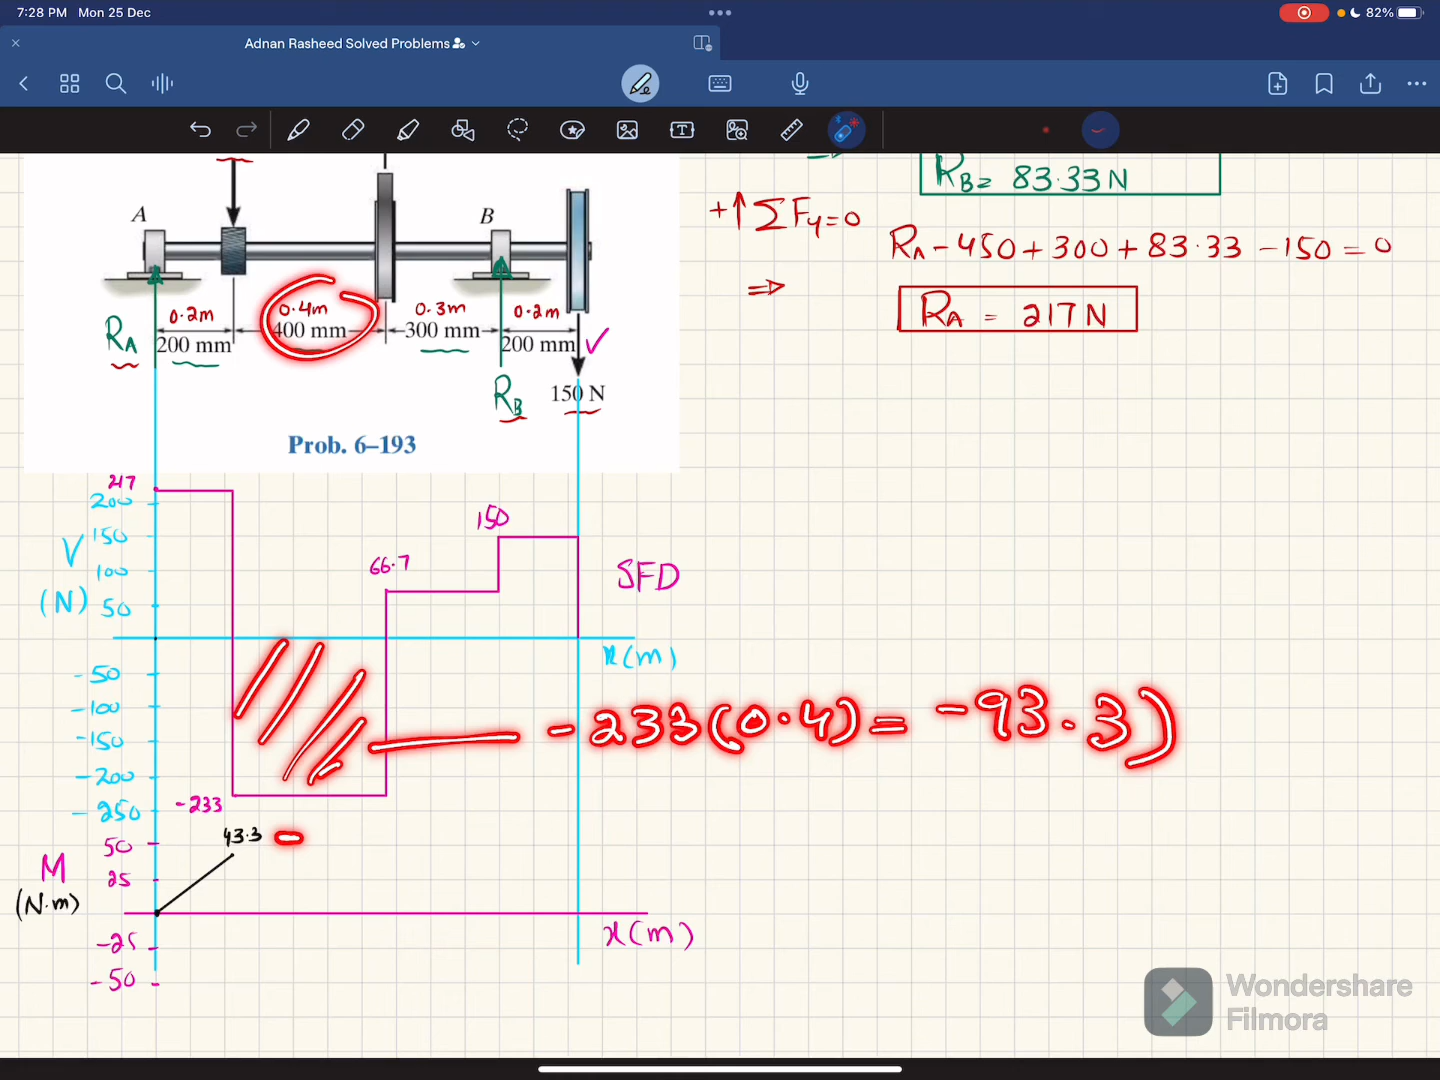 7:28 PM Mon 25 Dec
82%
Adnan Rasheed Solved Problems
A
B
0.2m
0.4m
0.3m
0.2m
200 mm
400 mm
300 mm
200 mm
RA
RB
V
150 N
Prob. 6–193
RB = 83.33 N
+↑ ΣFy=0
RA - 450 + 300 + 83.33 - 150 = 0
⇒
RA = 217 N
217
200
150
100
50
V
(N)
66.7
150
SFD
x(m)
-50
-100
-150
-200
-250
-233
-233(0.4) = -93.3)
43.3 -
50
25
M
(N.m)
-25
-50
x(m)
Wondershare
Filmora